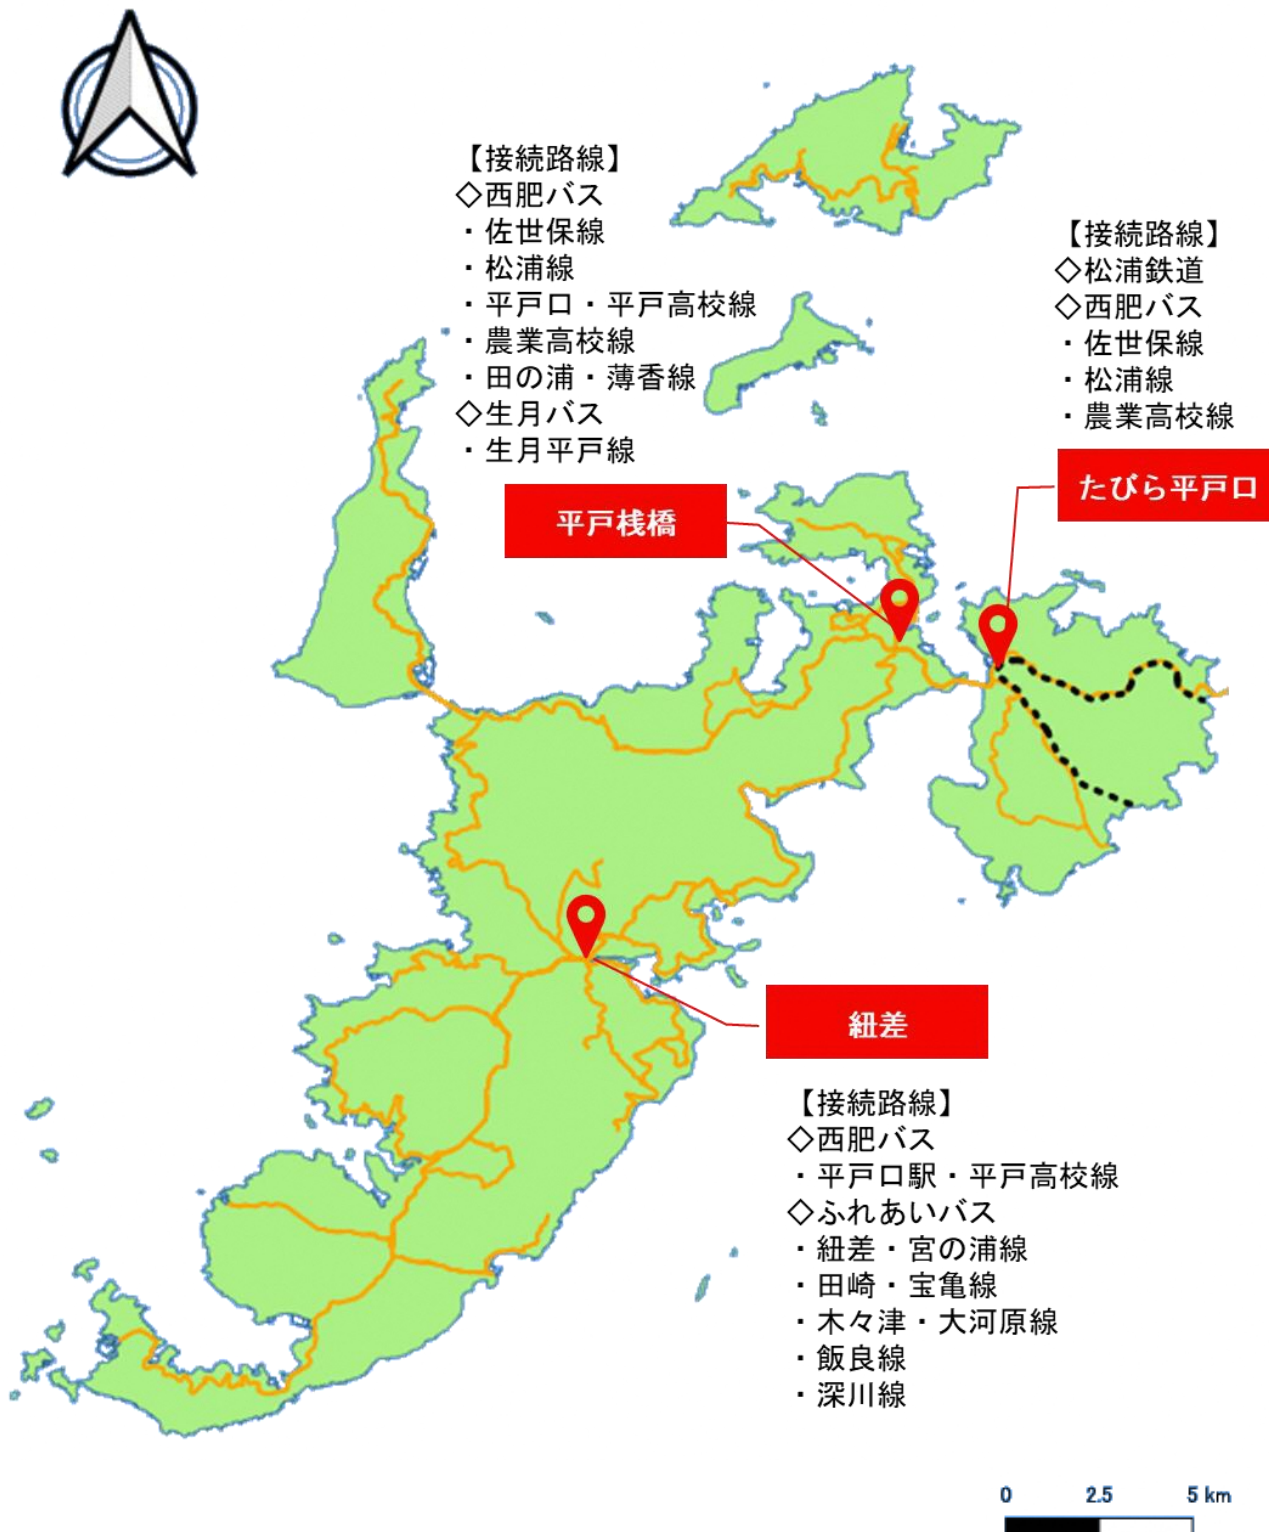 【接続路線】
◇西肥バス
・佐世保線
・松浦線
・平戸口・平戸高校線
・農業高校線
・田の浦・薄香線
◇生月バス
・生月平戸線
平戸桟橋
【接続路線】
◇松浦鉄道
◇西肥バス
・佐世保線
・松浦線
・農業高校線
たびら平戸口
紐差
【接続路線】
◇西肥バス
・平戸口駅・平戸高校線
◇ふれあいバス
・紐差・宮の浦線
・田崎・宝亀線
・木々津・大河原線
・飯良線
・深川線
0 2.5 5 km